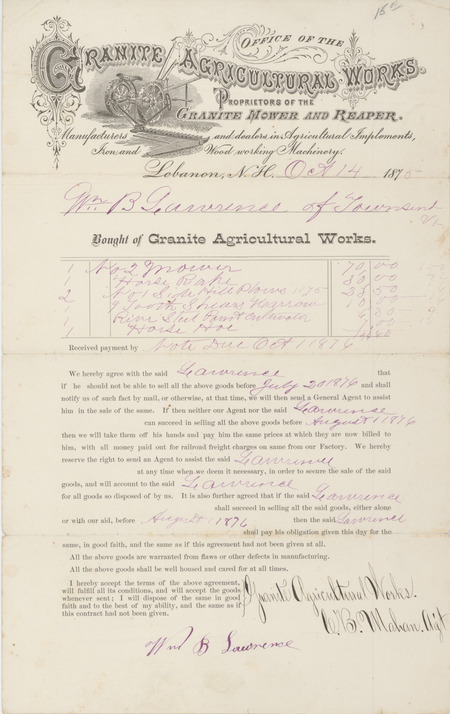 OFFICE OF THE
GRANITE AGRICULTURAL WORKS.
PROPRIETORS OF THE
GRANITE MOWER AND REAPER.
Manufacturers and dealers in Agricultural Implements,
Iron and Wood working Machinery.
Lebanon, N.H. Oct 14 1875
Wm. B Lawrence of Townsend
Bought of Granite Agricultural Works.
1 No 2 Mower 70 00
1 Horse Rake 30 00
2 No 1 Side Hill Plows
1 Tooth Harrow
1 Steel Cultivator
1 Horse Hoe
Received payment by Note Due Oct 1 1876
We hereby agree with the said Lawrence that
if he should not be able to sell all the above goods before July 20 1876 and shall
notify us of such fact by mail, or otherwise, at that time, we will then send a General Agent to assist
him in the sale of the same. If then neither our Agent nor the said Lawrence
can succeed in selling all the above goods before August 1 1876
then we will take them off his hands and pay him the same prices at which they are now billed to
him, with all money paid out for railroad freight charges on same from our Factory. We hereby
reserve the right to send an Agent to assist the said Lawrence
at any time when we deem it necessary, in order to secure the sale of the said
goods, and will account to the said Lawrence
for all goods so disposed of by us. It is also further agreed that if the said Lawrence
shall succeed in selling all the said goods, either alone
or with our aid, before August 1 1876 then the said Lawrence
shall pay his obligation given this day for the
same, in good faith, and the same as if this agreement had not been given at all.
All the above goods are warranted from flaws or other defects in manufacturing.
All the above goods shall be well housed and cared for at all times.
I hereby accept the terms of the above agreement,
will fulfill all its conditions, and will accept the goods
whenever sent; I will dispose of the same in good
faith and to the best of my ability, and the same as if
this contract had not been given.
Granite Agricultural Works.
C. B. Mahan. Agt
Wm B Lawrence